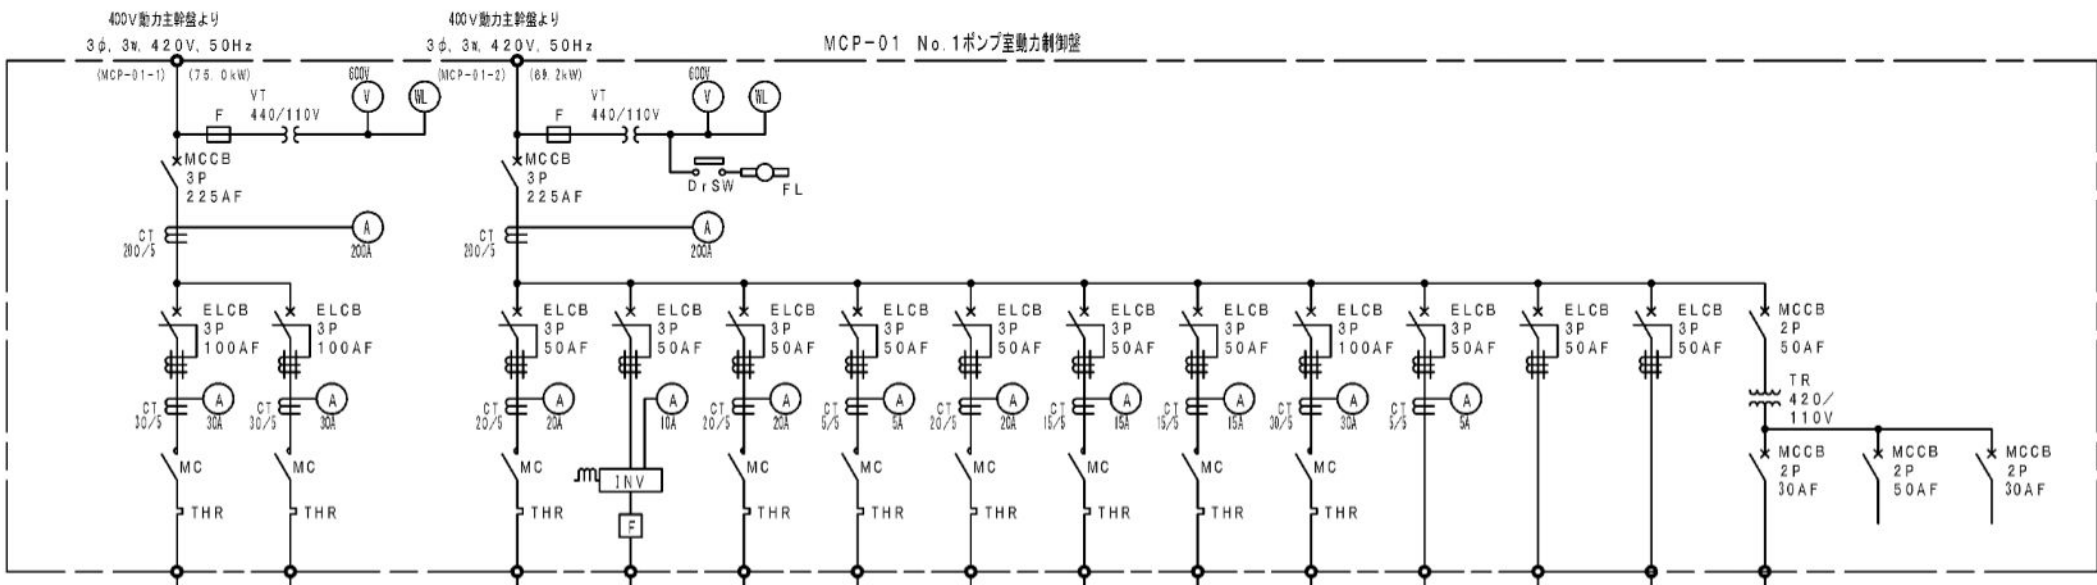 400V動力主幹盤より
3φ, 3W, 420V, 50Hz
(MCP-01-1) (75.0kW)
400V動力主幹盤より
3φ, 3W, 420V, 50Hz
(MCP-01-2) (69.2kW)
MCP-01 No.1ポンプ室動力制御盤
600V
V
WL
VT
440/110V
F
MCCB
3P
225AF
CT
200/5
A
200A
600V
V
WL
VT
440/110V
F
DrSW
FL
MCCB
3P
225AF
CT
200/5
A
200A
ELCB
3P
100AF
CT
30/5
A
30A
MC
THR
ELCB
3P
100AF
CT
30/5
A
30A
MC
THR
ELCB
3P
50AF
CT
20/5
A
20A
MC
THR
ELCB
3P
50AF
A
10A
INV
F
ELCB
3P
50AF
CT
20/5
A
20A
MC
THR
ELCB
3P
50AF
CT
5/5
A
5A
MC
THR
ELCB
3P
50AF
CT
20/5
A
20A
MC
THR
ELCB
3P
50AF
CT
15/5
A
15A
MC
THR
ELCB
3P
50AF
CT
15/5
A
15A
MC
THR
ELCB
3P
100AF
CT
30/5
A
30A
MC
THR
ELCB
3P
50AF
CT
5/5
A
5A
ELCB
3P
50AF
ELCB
3P
50AF
MCCB
2P
50AF
TR
420/
110V
MCCB
2P
30AF
MCCB
2P
50AF
MCCB
2P
30AF